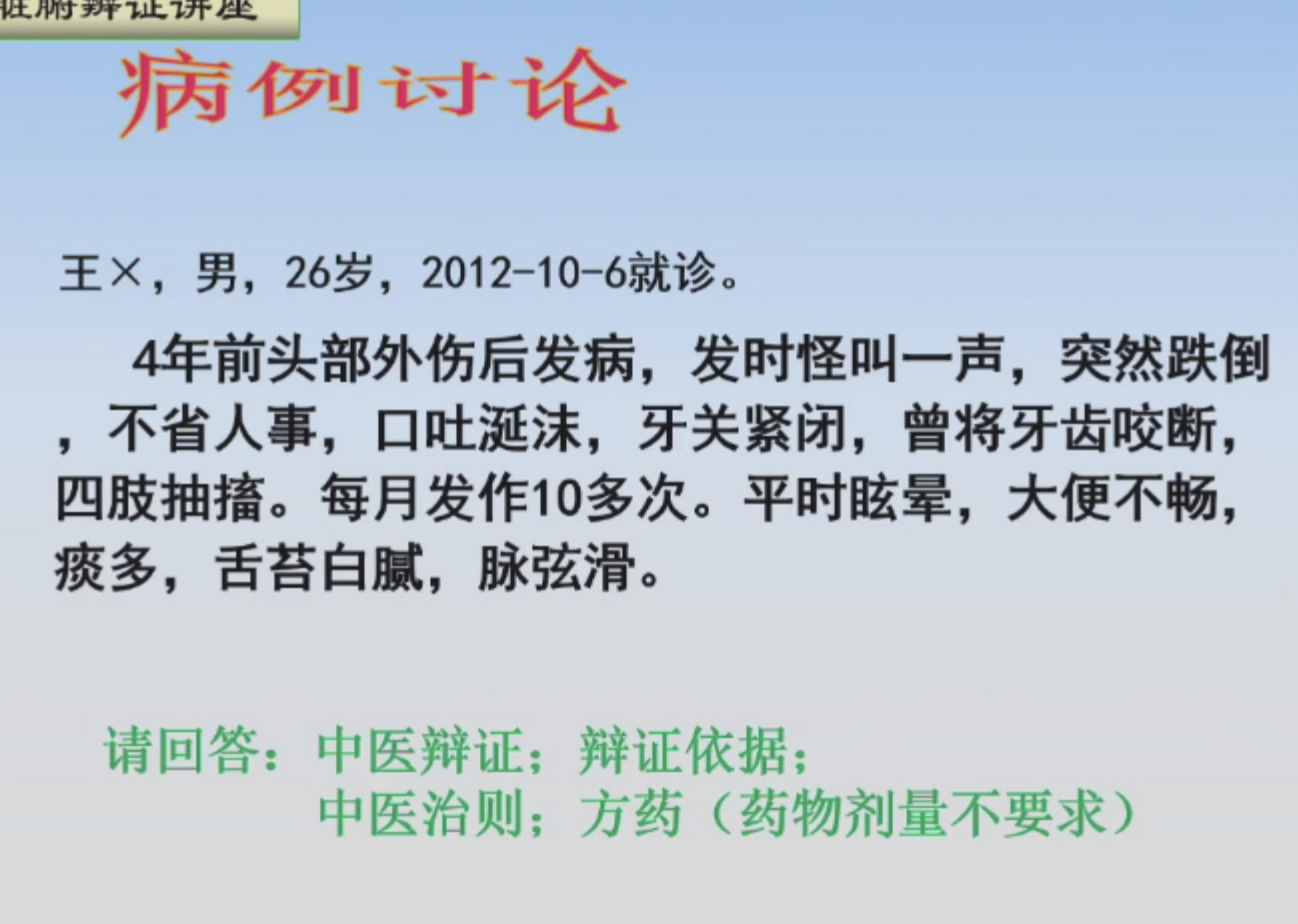 脏腑辨证讲座
病例讨论
王×，男，26岁，2012-10-6就诊。
4年前头部外伤后发病，发时怪叫一声，突然跌倒
，不省人事，口吐涎沫，牙关紧闭，曾将牙齿咬断，
四肢抽搐。每月发作10多次。平时眩晕，大便不畅，
痰多，舌苔白腻，脉弦滑。
请回答：中医辩证；辩证依据；
中医治则；方药（药物剂量不要求）